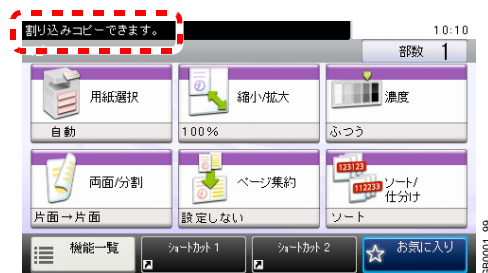 割り込みコピーできます。
10:10
部数 1
用紙選択
自動
縮小/拡大
100%
濃度
ふつう
両面/分割
片面→片面
ページ集約
設定しない
123123
112233
ソート/
仕分け
ソート
機能一覧
ショートカット 1
ショートカット 2
お気に入り